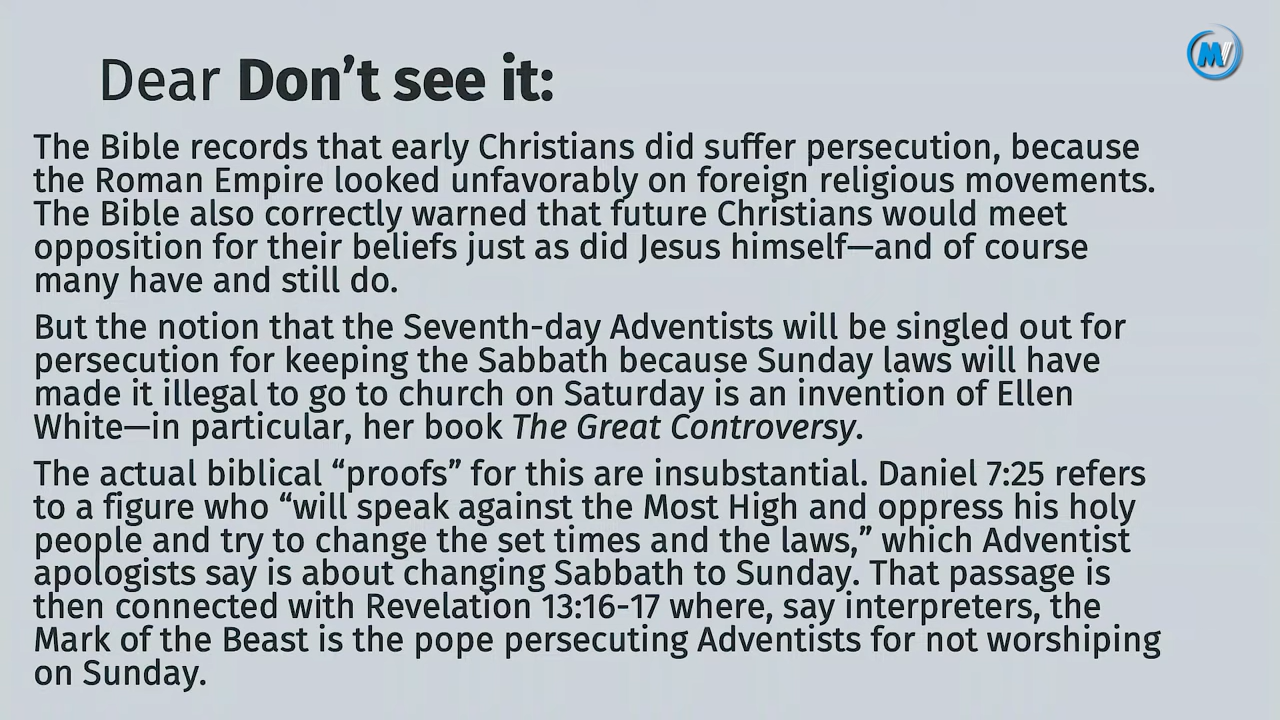 Dear Don’t see it:
MV
The Bible records that early Christians did suffer persecution, because
the Roman Empire looked unfavorably on foreign religious movements.
The Bible also correctly warned that future Christians would meet
opposition for their beliefs just as did Jesus himself—and of course
many have and still do.
But the notion that the Seventh-day Adventists will be singled out for
persecution for keeping the Sabbath because Sunday laws will have
made it illegal to go to church on Saturday is an invention of Ellen
White—in particular, her book The Great Controversy.
The actual biblical “proofs” for this are insubstantial. Daniel 7:25 refers
to a figure who “will speak against the Most High and oppress his holy
people and try to change the set times and the laws,” which Adventist
apologists say is about changing Sabbath to Sunday. That passage is
then connected with Revelation 13:16-17 where, say interpreters, the
Mark of the Beast is the pope persecuting Adventists for not worshiping
on Sunday.